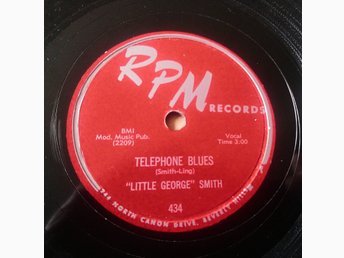 RPM
RECORDS
BMI
Mod. Music Pub.
(2209)
Vocal
Time 3:00
TELEPHONE BLUES
(Smith-Ling)
"LITTLE GEORGE" SMITH
434
744 NORTH CANON DRIVE, BEVERLY HILLS